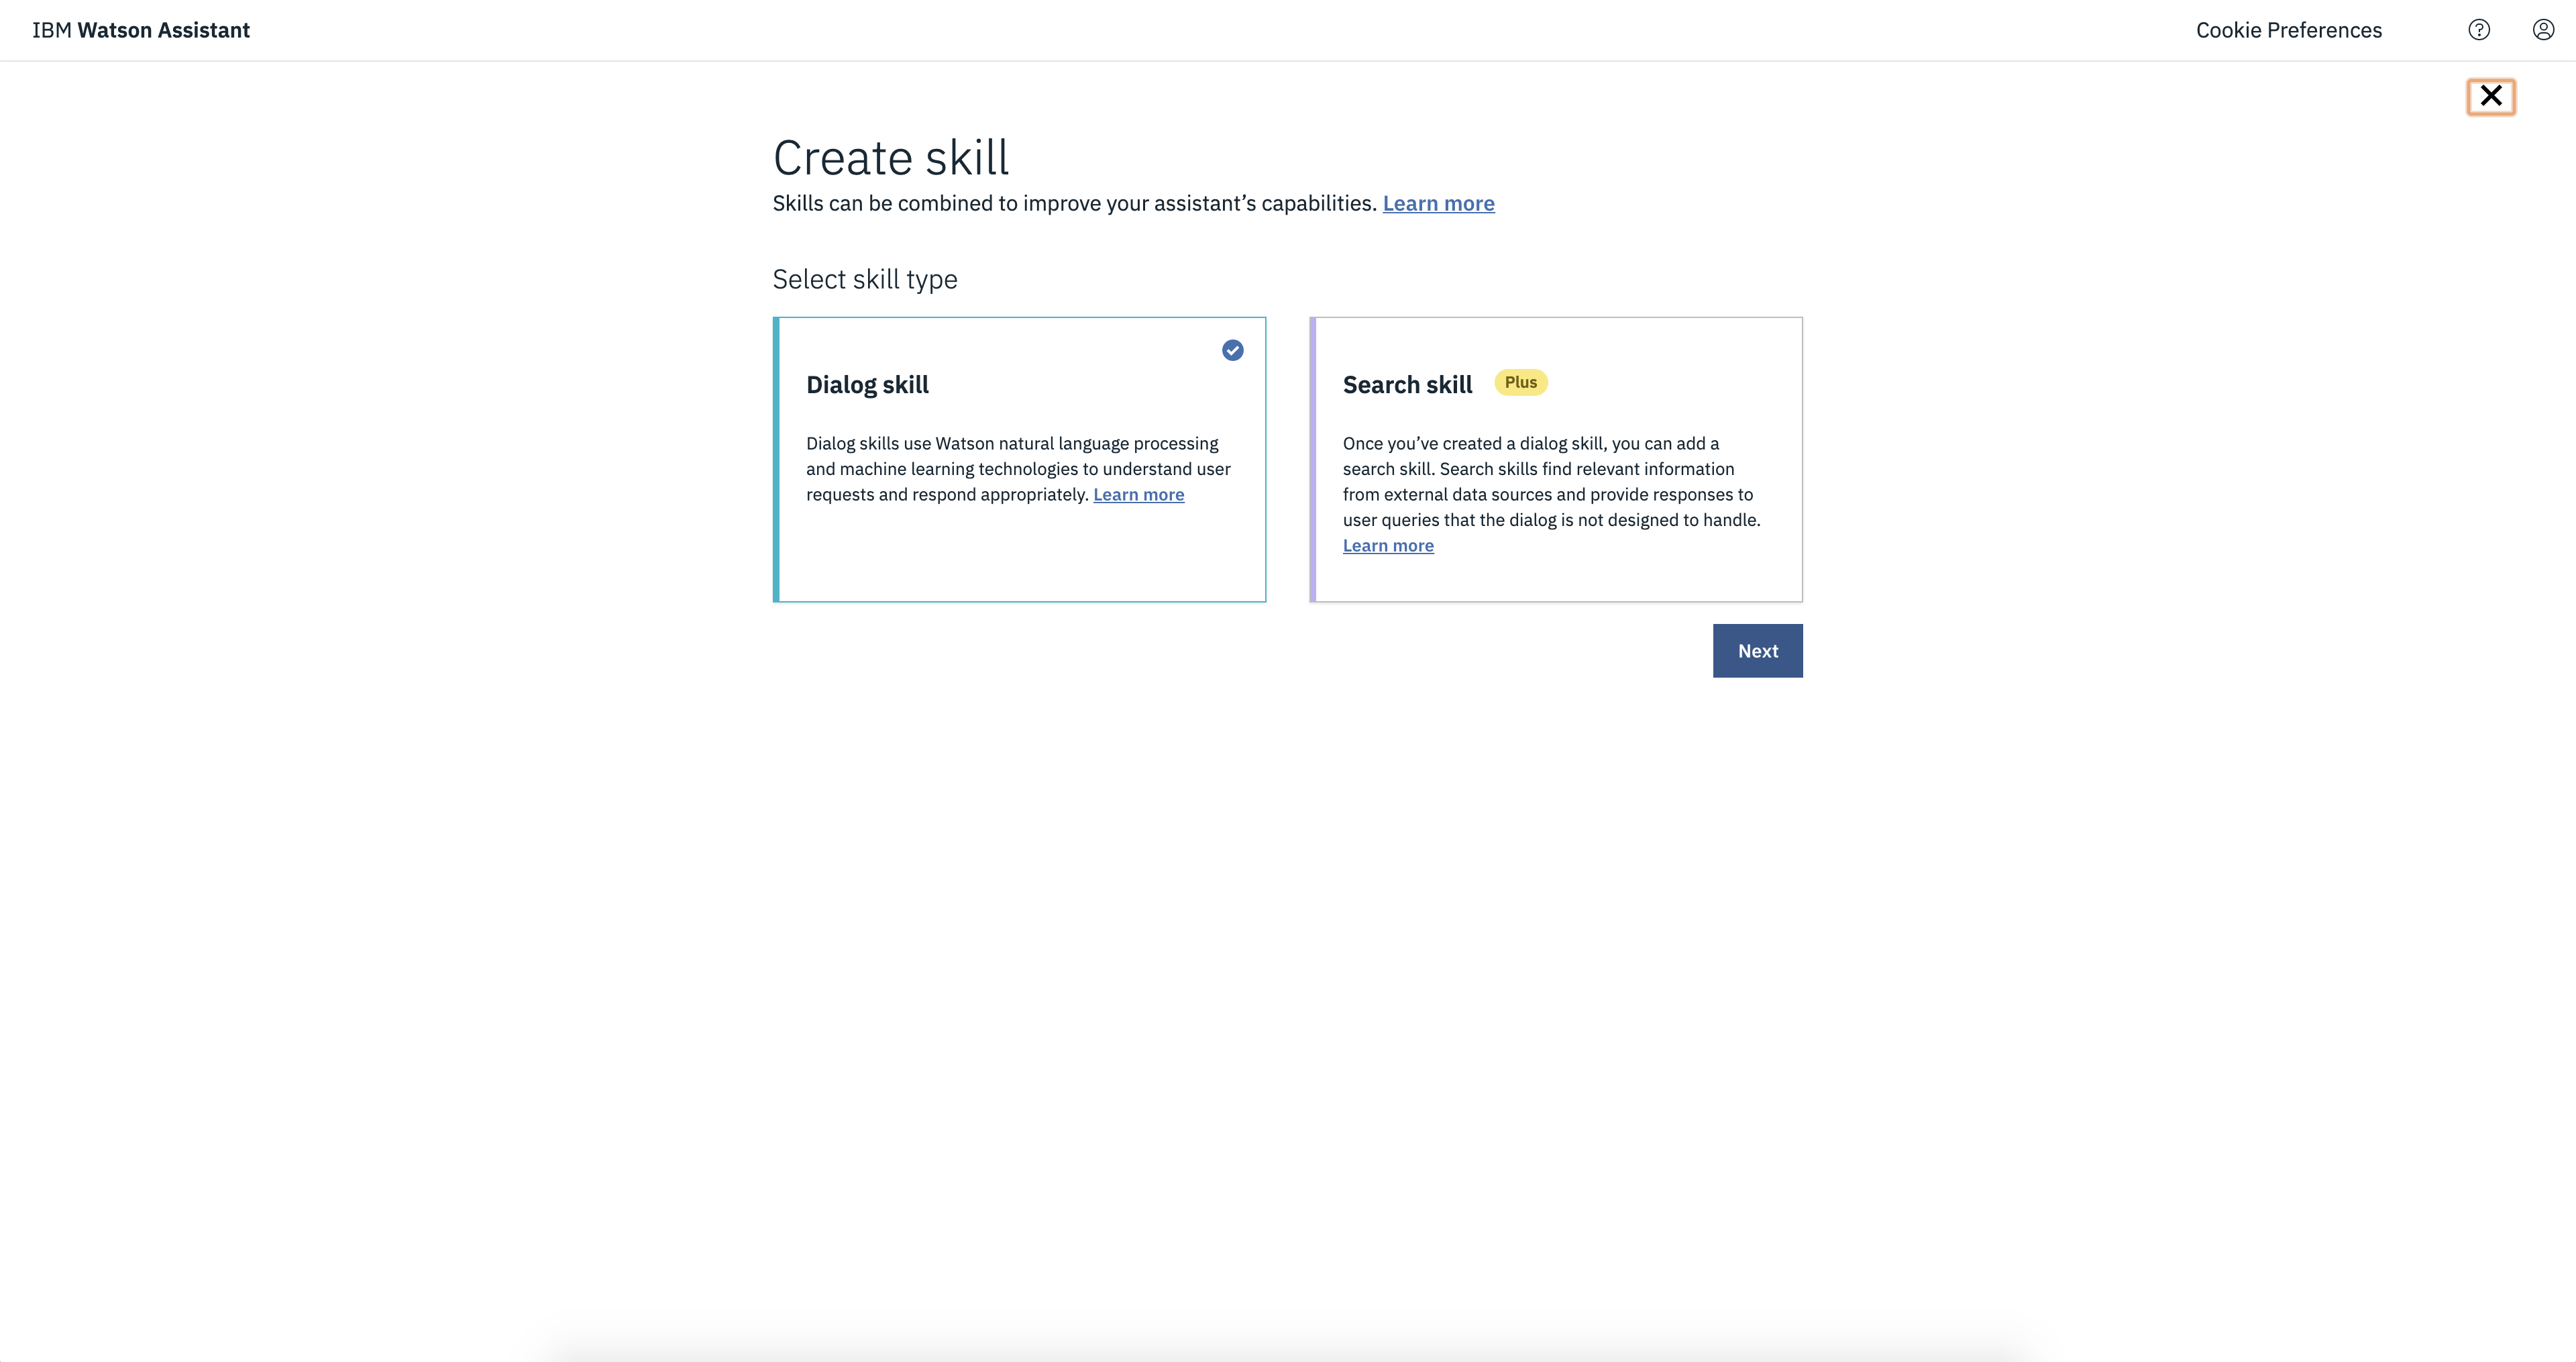 IBM Watson Assistant
Cookie Preferences
Create skill
Skills can be combined to improve your assistant’s capabilities. Learn more
Select skill type
Dialog skill
Dialog skills use Watson natural language processing
and machine learning technologies to understand user
requests and respond appropriately. Learn more
Search skill Plus
Once you’ve created a dialog skill, you can add a
search skill. Search skills find relevant information
from external data sources and provide responses to
user queries that the dialog is not designed to handle.
Learn more
Next